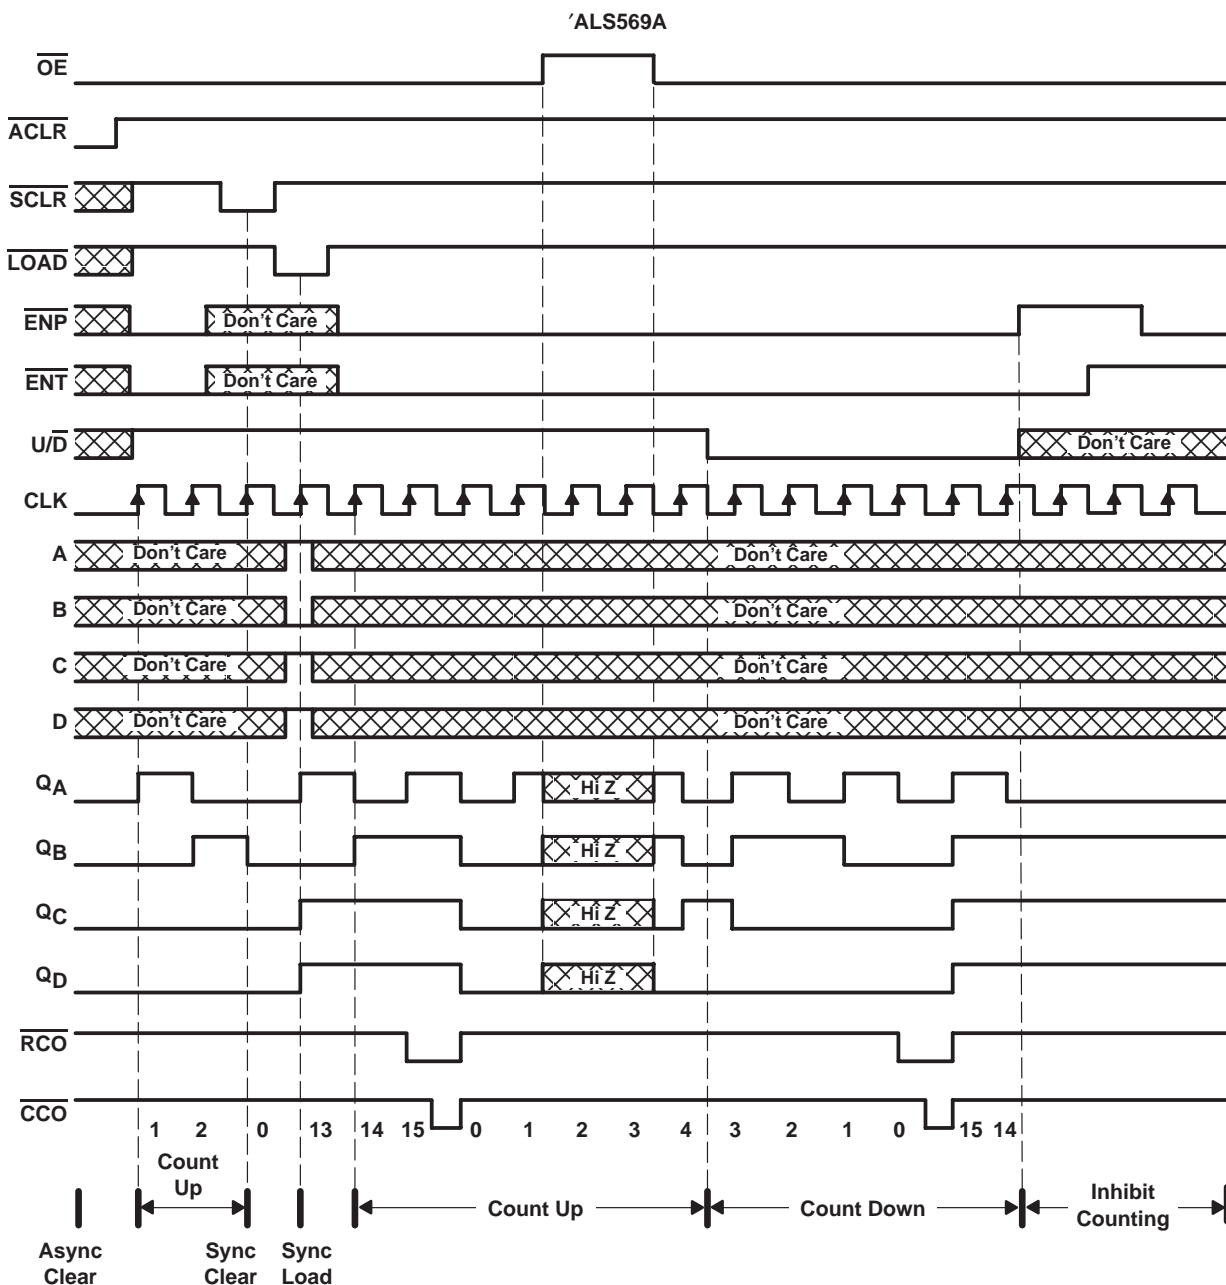 ′ALS569A
OE
ACLR
SCLR
LOAD
ENP
Don't Care
ENT
Don't Care
U/D
Don't Care
CLK
A
Don't Care
Don't Care
B
Don't Care
Don't Care
C
Don't Care
Don't Care
D
Don't Care
Don't Care
QA
Hi Z
QB
Hi Z
QC
Hi Z
QD
Hi Z
RCO
CCO
1 2 0 13 14 15 0 1 2 3 4 3 2 1 0 15 14
Count
Up
Count Up
Count Down
Inhibit
Counting
Async
Clear
Sync
Clear
Sync
Load